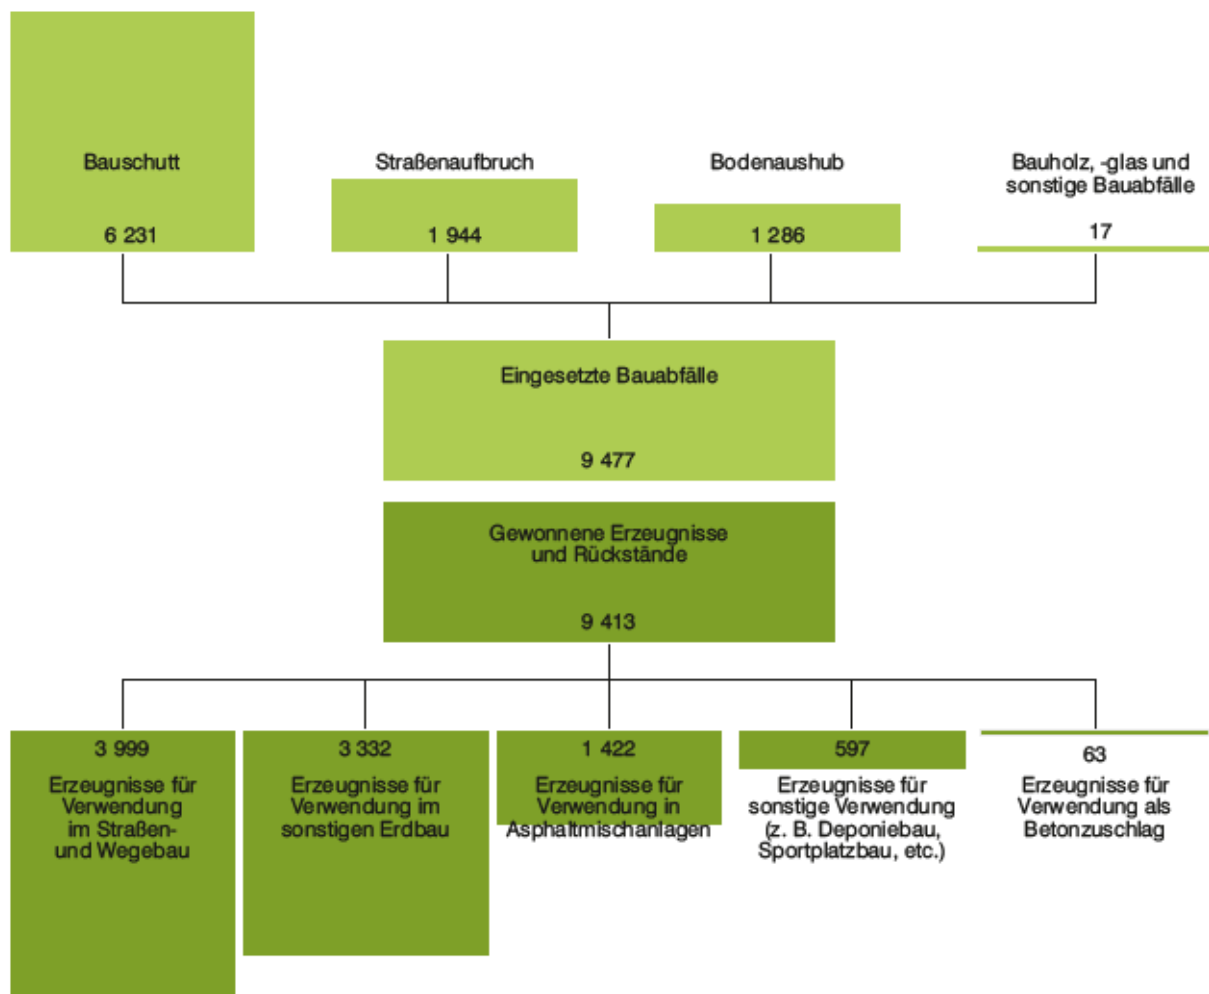 Bauschutt
6 231
Straßenaufbruch
1 944
Bodenaushub
1 286
Bauholz, -glas und
sonstige Bauabfälle
17
Eingesetzte Bauabfälle
9 477
Gewonnene Erzeugnisse
und Rückstände
9 413
3 999
Erzeugnisse für
Verwendung
im Straßen-
und Wegebau
3 332
Erzeugnisse für
Verwendung im
sonstigen Erdbau
1 422
Erzeugnisse für
Verwendung in
Asphaltmischanlagen
597
Erzeugnisse für
sonstige Verwendung
(z. B. Deponiebau,
Sportplatzbau, etc.)
63
Erzeugnisse für
Verwendung als
Betonzuschlag